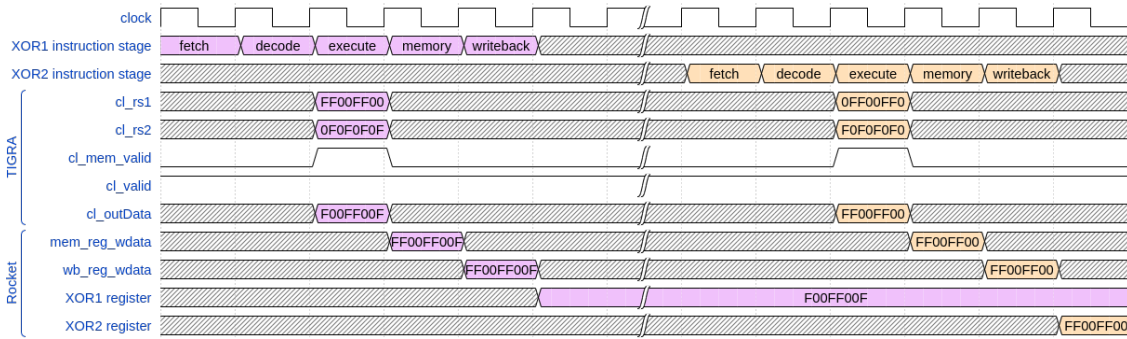 clock
XOR1 instruction stage fetch decode execute memory writeback
XOR2 instruction stage fetch decode execute memory writeback
TIGRA
cl_rs1 FF00FF00 0FF00FF0
cl_rs2 0F0F0F0F F0F0F0F0
cl_mem_valid
cl_valid
cl_outData F00FF00F FF00FF00
Rocket
mem_reg_wdata FF00FF00F FF00FF00
wb_reg_wdata FF00FF00F FF00FF00
XOR1 register F00FF00F
XOR2 register FF00FF00